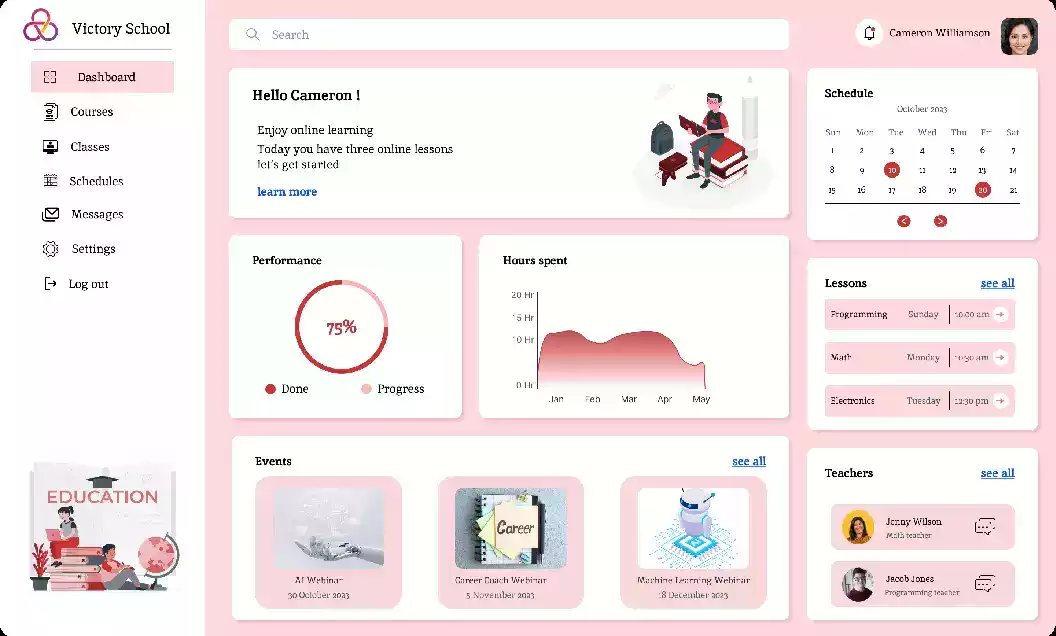 Victory School
Dashboard
Courses
Classes
Schedules
Messages
Settings
Log out
EDUCATION
Search
Cameron Williamson
Hello Cameron !
Enjoy online learning
Today you have three online lessons
let's get started
learn more
Schedule
October 2023
Sun Mon Tue Wed Thu Fri Sat
1 2 3 4 5 6 7
8 9 10 11 12 13 14
15 16 17 18 19 20 21
Performance
75%
Done Progress
Hours spent
20 Hr
15 Hr
10 Hr
0 Hr
Jan Feb Mar Apr May
Lessons see all
Programming Sunday 10:00 am
Math Monday 10:30 am
Electronics Tuesday 12:30 pm
Events see all
Career
AI Webinar
30 October 2023
Career Coach Webinar
5 November 2023
Machine Learning Webinar
18 December 2023
Teachers see all
Jenny Wilson
Math teacher
Jacob Jones
Programming teacher